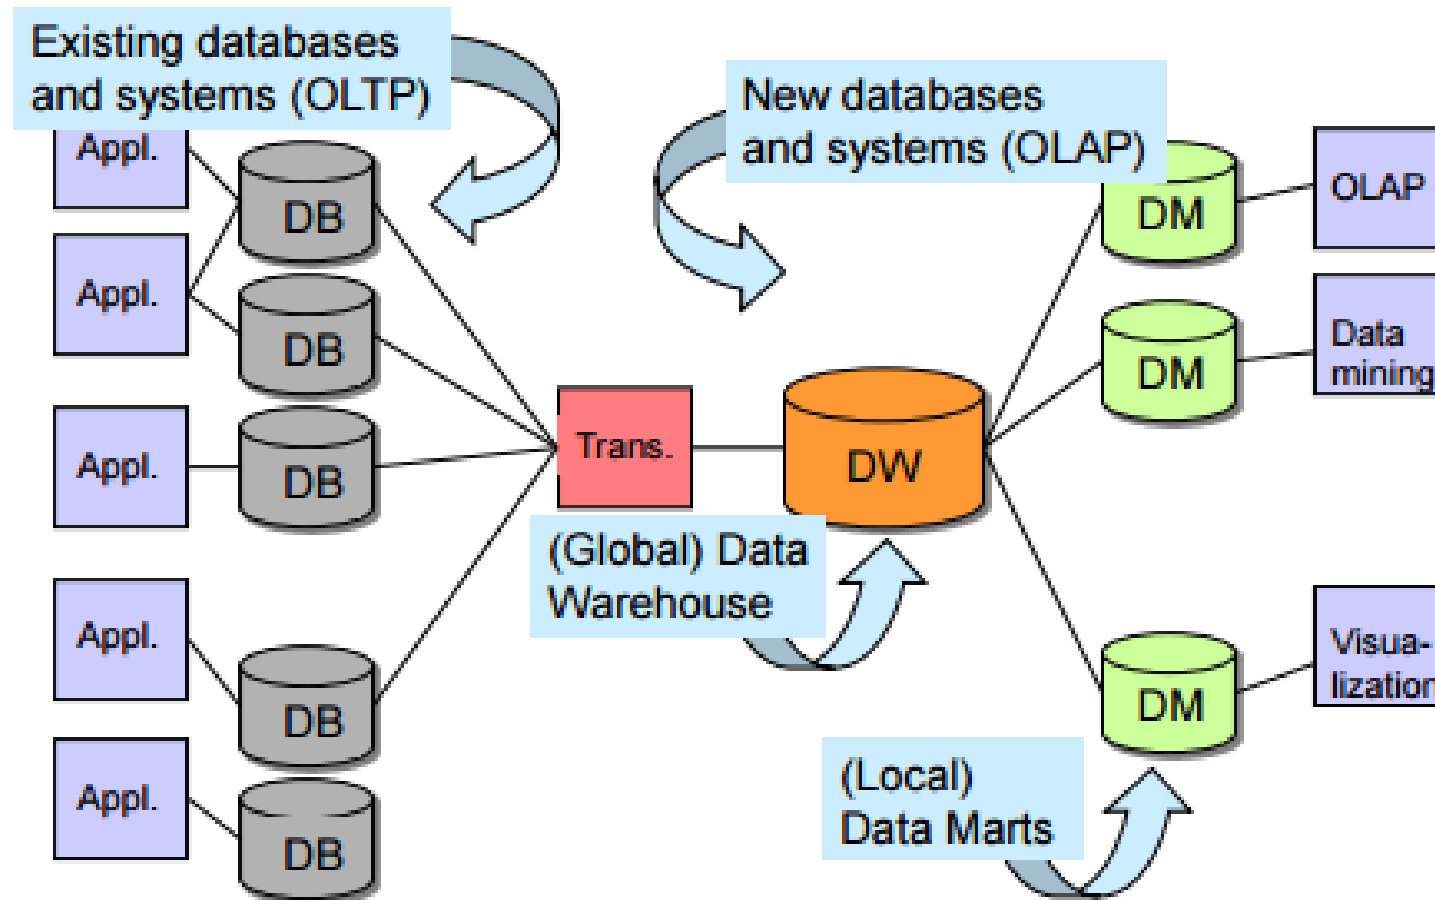 Existing databases
and systems (OLTP)
New databases
and systems (OLAP)
Appl.
DB
DM
OLAP
Appl.
DB
DM
Data
mining
Appl.
DB
Trans.
DW
(Global) Data
Warehouse
Appl.
DB
DM
Visua-
lization
Appl.
DB
(Local)
Data Marts